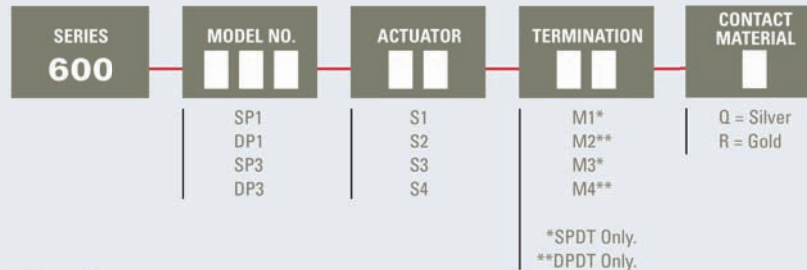 SERIES
600
MODEL NO.
SP1
DP1
SP3
DP3
ACTUATOR
S1
S2
S3
S4
TERMINATION
M1*
M2**
M3*
M4**
*SPDT Only.
**DPDT Only.
CONTACT
MATERIAL
Q = Silver
R = Gold